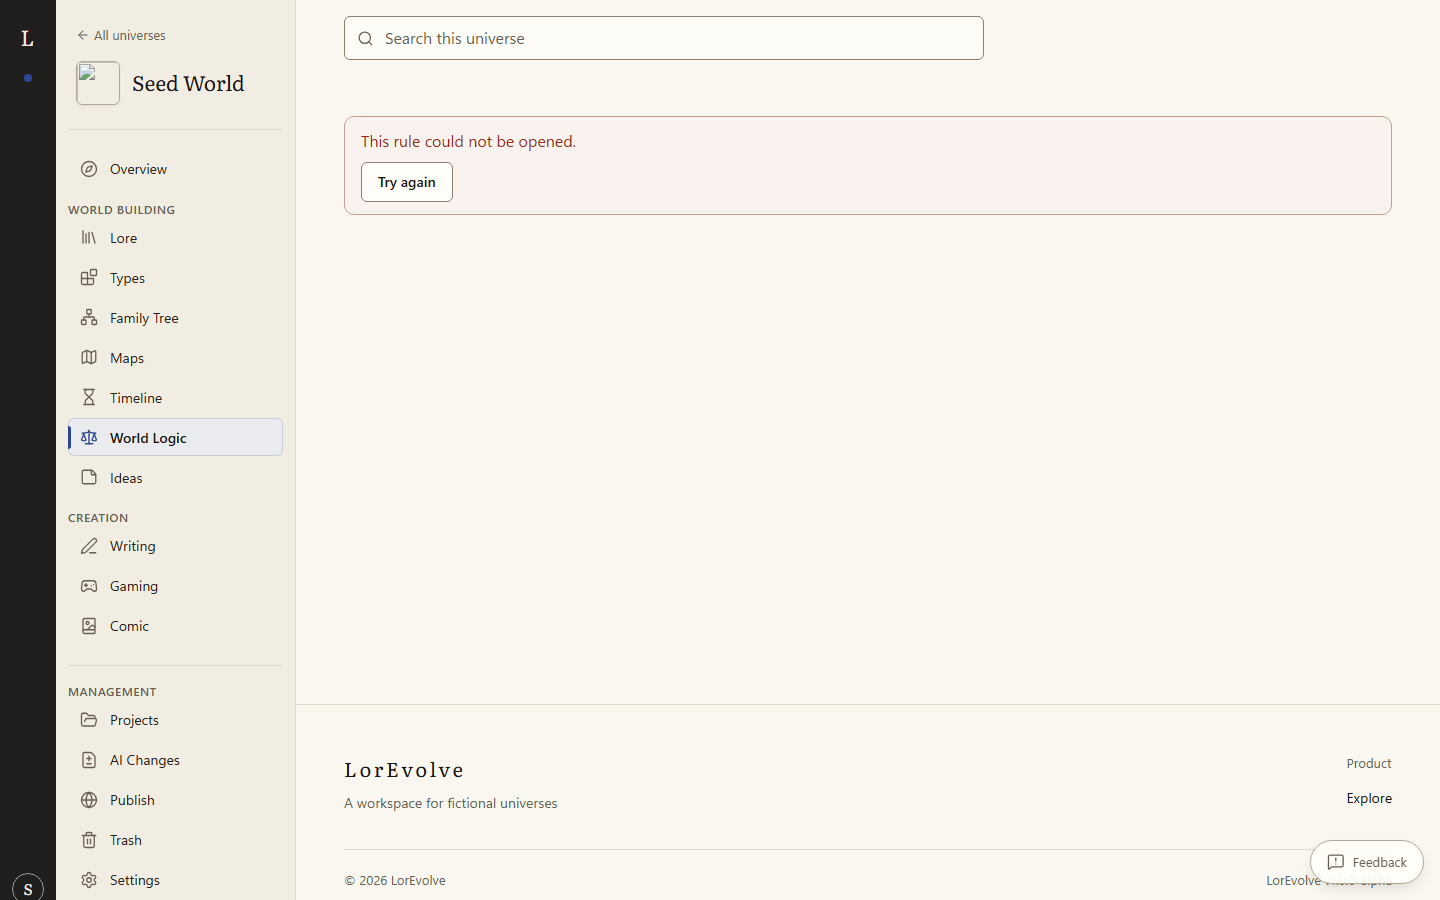 L
All universes
Seed World
Overview
WORLD BUILDING
Lore
Types
Family Tree
Maps
Timeline
World Logic
Ideas
CREATION
Writing
Gaming
Comic
MANAGEMENT
Projects
AI Changes
Publish
Trash
Settings
S
Search this universe
This rule could not be opened.
Try again
LorEvolve
A workspace for fictional universes
Product
Explore
© 2026 LorEvolve
LorEvolve
Feedback